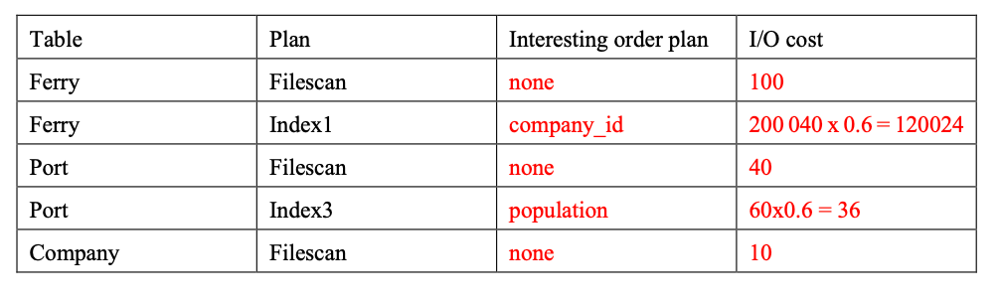 Table Plan Interesting order plan I/O cost
Ferry Filescan none 100
Ferry Index1 company_id 200 040 x 0.6 = 120024
Port Filescan none 40
Port Index3 population 60x0.6 = 36
Company Filescan none 10